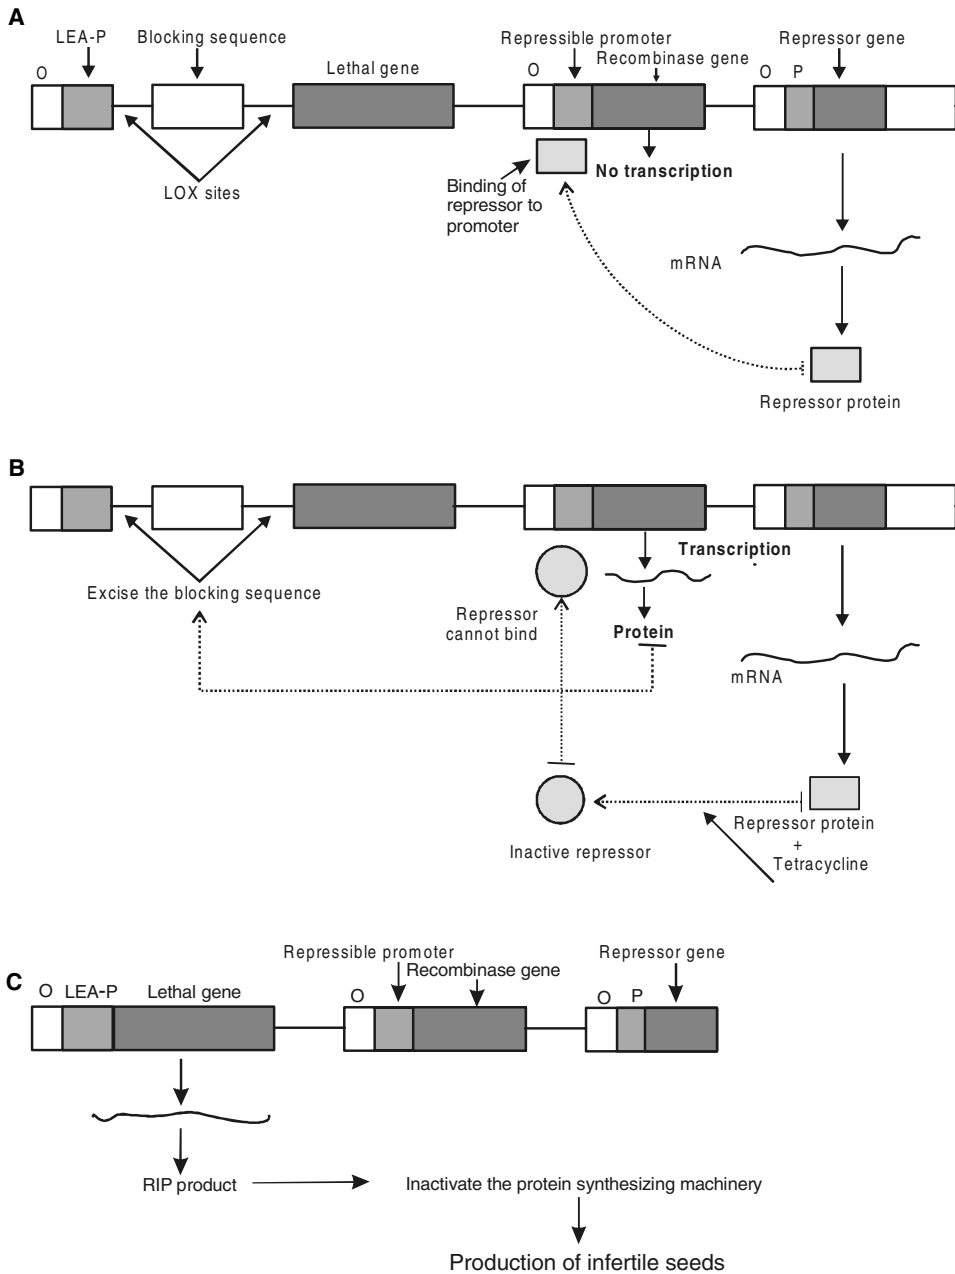 A
LEA-P
Blocking sequence
Repressible promoter
Repressor gene
O
Lethal gene
O
Recombinase gene
O
P
LOX sites
Binding of
repressor to
promoter
No transcription
mRNA
Repressor protein
B
Excise the blocking sequence
Transcription
Repressor
cannot bind
Protein
mRNA
Inactive repressor
Repressor protein
+
Tetracycline
C
Repressible promoter
Repressor gene
Recombinase gene
O
LEA-P
Lethal gene
O
O
P
RIP product
Inactivate the protein synthesizing machinery
Production of infertile seeds